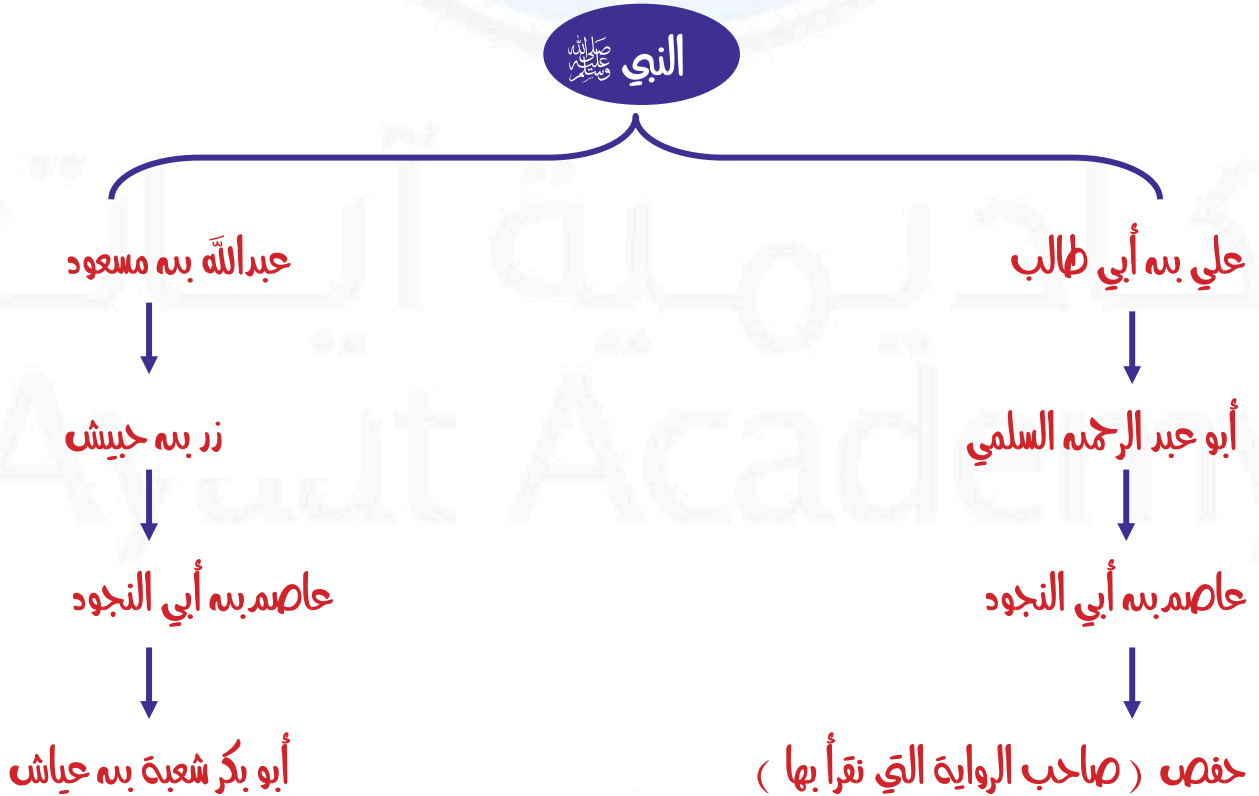 النبي ﷺ
علي بن أبي طالب
عبدالله بن مسعود
أبو عبد الرحمن السلمي
زر بن حبيش
عاصم بن أبي النجود
عاصم بن أبي النجود
حفص ( صاحب الرواية التي نقرأ بها )
أبو بكر شعبة بن عياش
Ayaat Academy